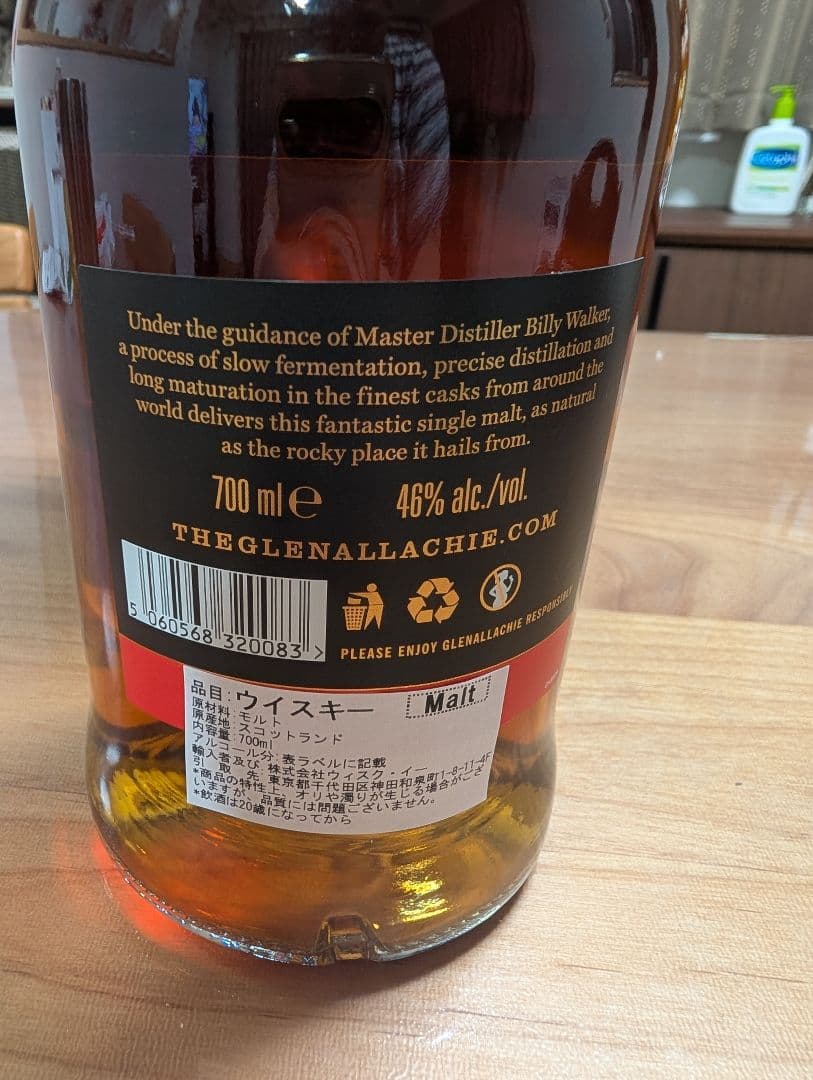 Under the guidance of Master Distiller Billy Walker,
a process of slow fermentation, precise distillation and
long maturation in the finest casks from around the
world delivers this fantastic single malt, as natural
as the rocky place it hails from.
700 ml e 46% alc./vol.
THEGLENALLACHIE.COM
5 060568 320083 >
PLEASE ENJOY GLENALLACHIE RESPONSIBLY
品目:ウイスキー Malt
原材料:モルト
原産地:スコットランド
内容量:700ml
アルコール分:表ラベルに記載
輸入者及び 株式会社ウィスク・イー
引 取 先:東京都千代田区神田和泉町1-8-11-4F
*商品の特性上、オリや濁りが生じる場合がござ
いますが、品質には問題ございません。
*飲酒は20歳になってから